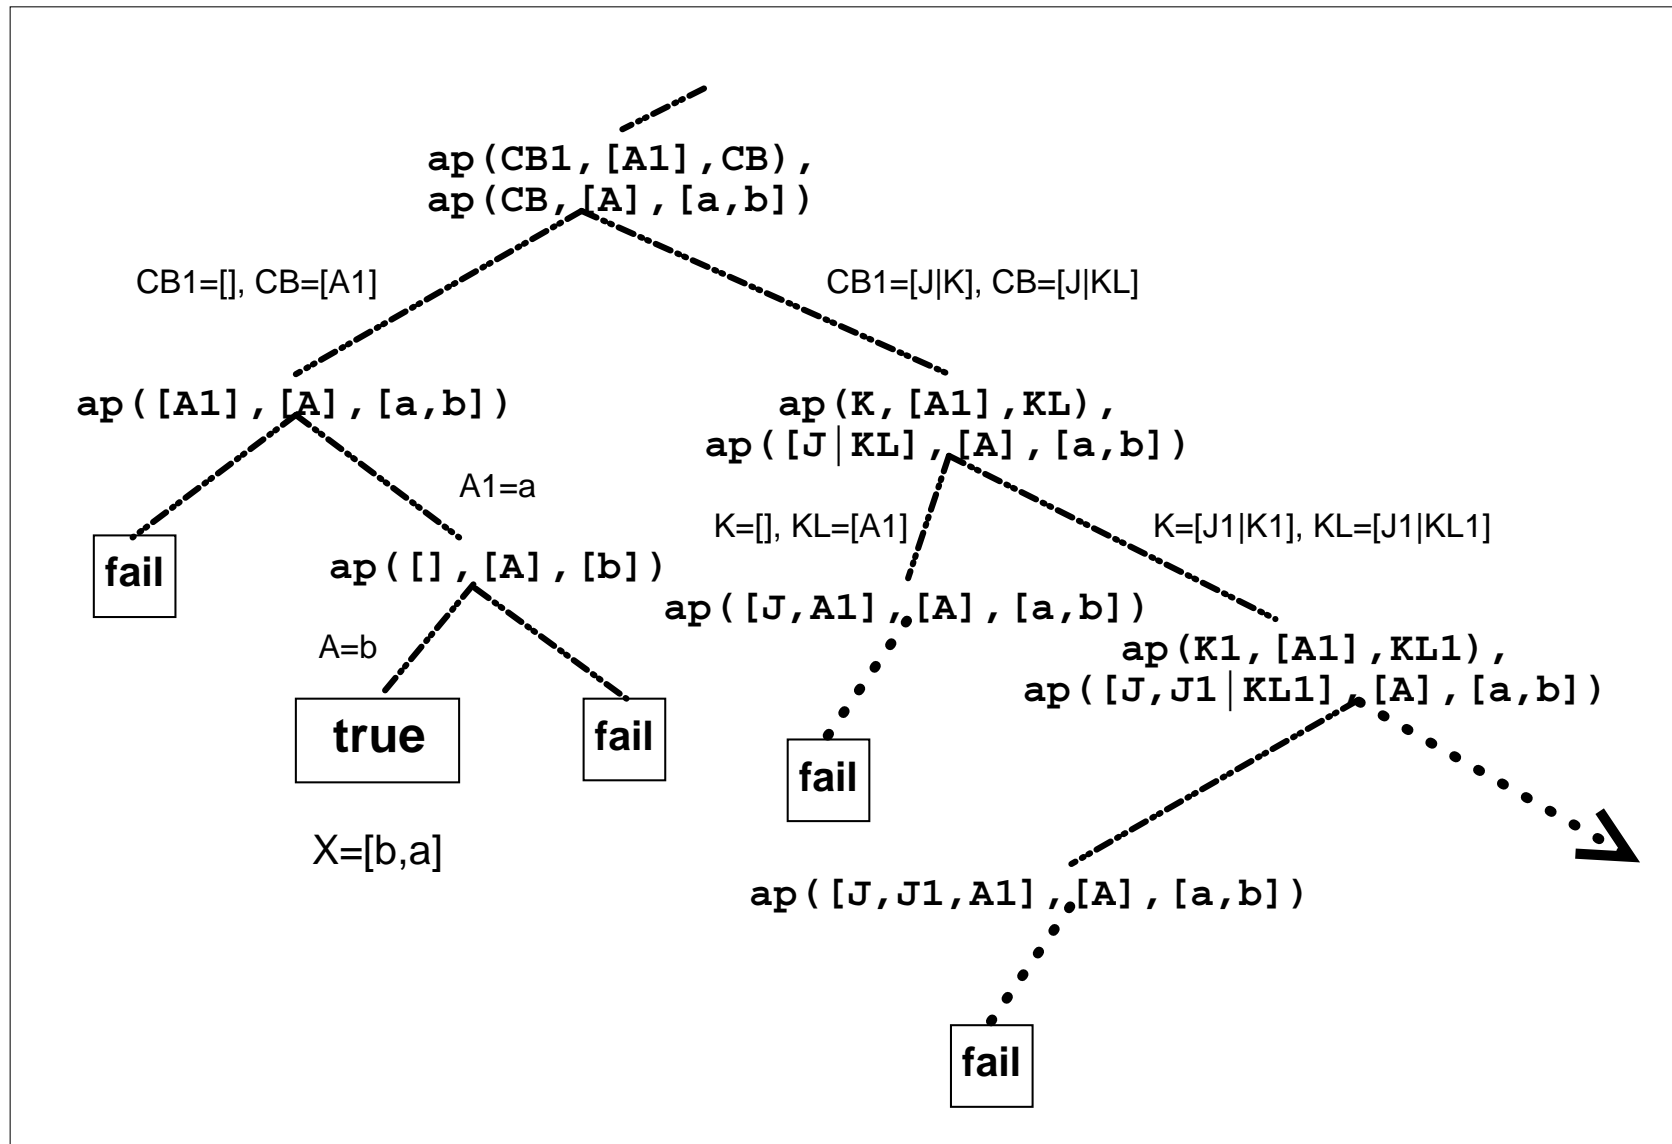 ap(CB1,[A1],CB),
ap(CB,[A],[a,b])
CB1=[], CB=[A1]
CB1=[J|K], CB=[J|KL]
ap([A1],[A],[a,b])
ap(K,[A1],KL),
ap([J|KL],[A],[a,b])
A1=a
K=[], KL=[A1]
K=[J1|K1], KL=[J1|KL1]
fail
ap([],[A],[b])
ap([J,A1],[A],[a,b])
A=b
ap(K1,[A1],KL1),
ap([J,J1|KL1],[A],[a,b])
true
fail
fail
X=[b,a]
ap([J,J1,A1],[A],[a,b])
fail